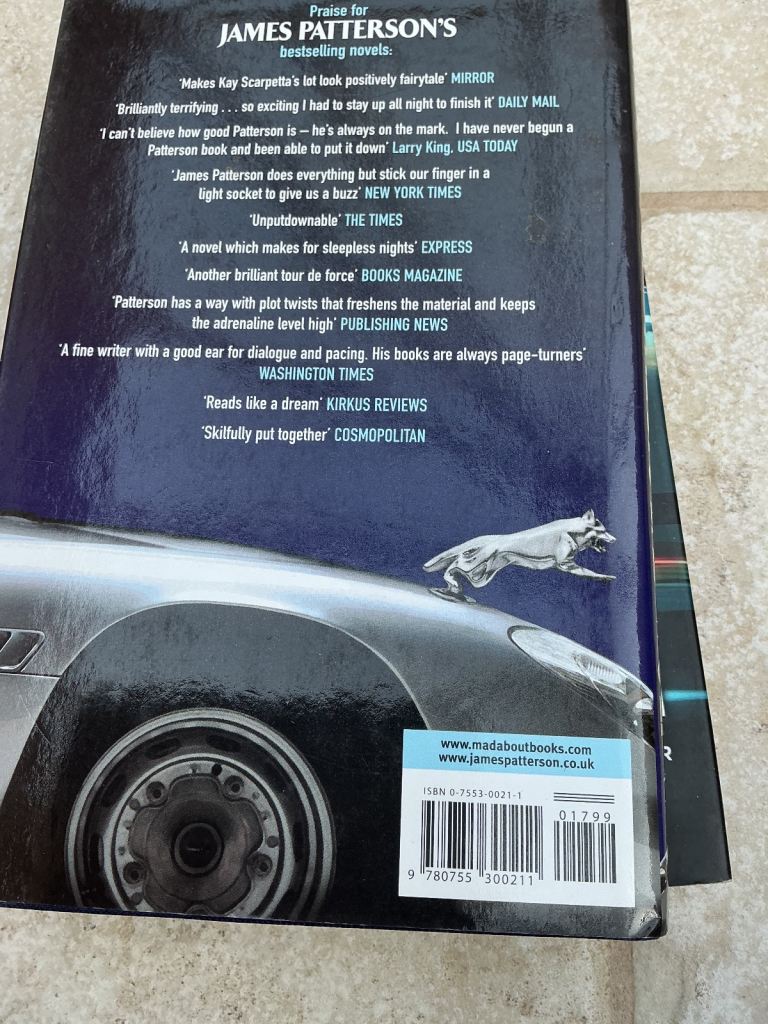 Praise for
JAMES PATTERSON'S
bestselling novels:
'Makes Kay Scarpetta's lot look positively fairytale' MIRROR
'Brilliantly terrifying . . . so exciting I had to stay up all night to finish it' DAILY MAIL
'I can't believe how good Patterson is – he's always on the mark. I have never begun a
Patterson book and been able to put it down' Larry King, USA TODAY
'James Patterson does everything but stick our finger in a
light socket to give us a buzz' NEW YORK TIMES
'Unputdownable' THE TIMES
'A novel which makes for sleepless nights' EXPRESS
'Another brilliant tour de force' BOOKS MAGAZINE
'Patterson has a way with plot twists that freshens the material and keeps
the adrenaline level high' PUBLISHING NEWS
'A fine writer with a good ear for dialogue and pacing. His books are always page-turners'
WASHINGTON TIMES
'Reads like a dream' KIRKUS REVIEWS
'Skilfully put together' COSMOPOLITAN
www.madaboutbooks.com
www.jamespatterson.co.uk
ISBN 0-7553-0021-1
01799
9 780755 300211
R